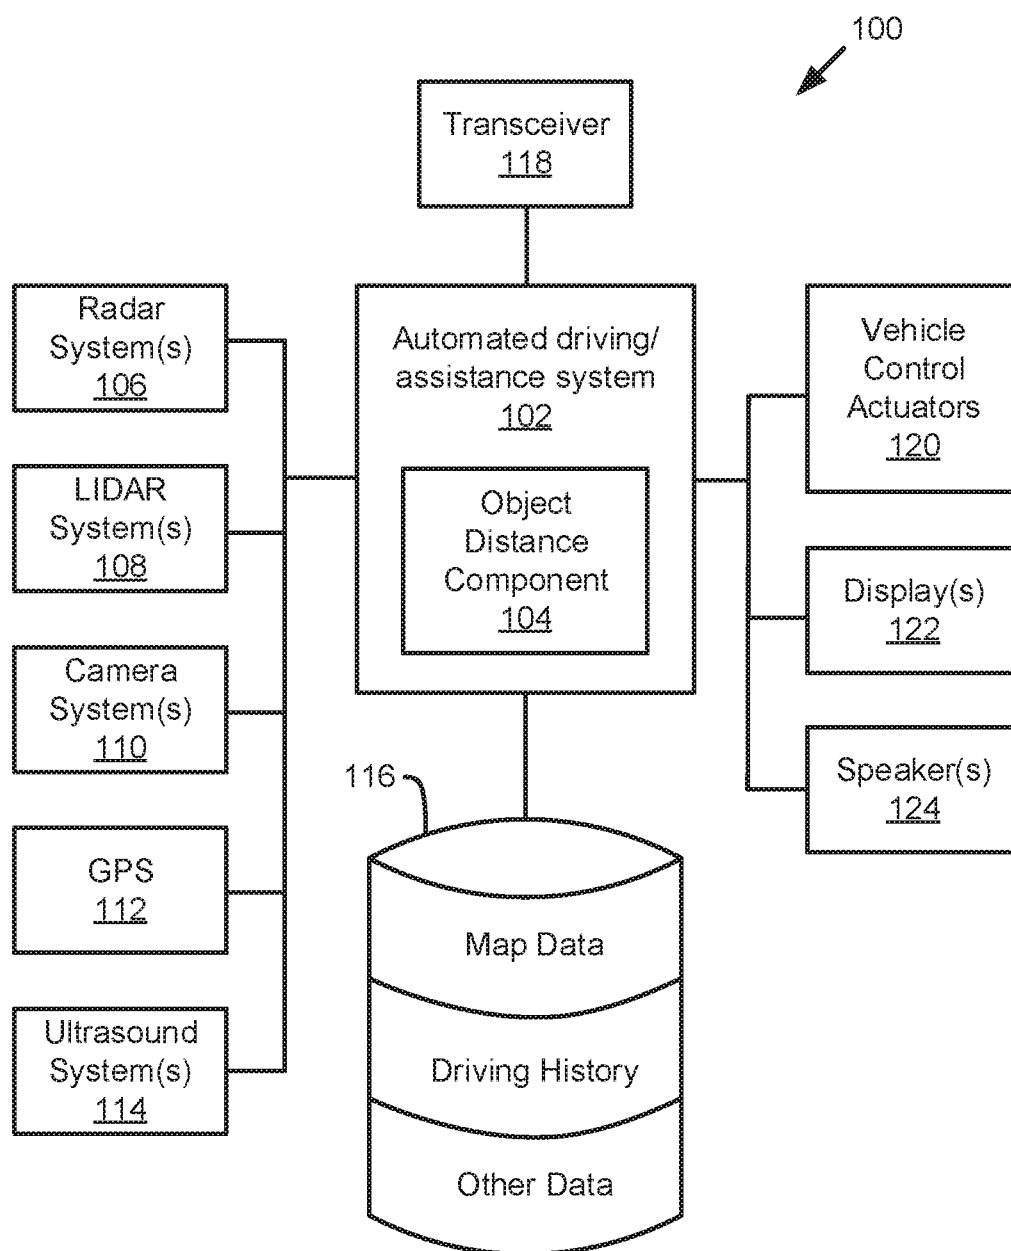 100
Transceiver
118
Radar
System(s)
106
LIDAR
System(s)
108
Camera
System(s)
110
GPS
112
Ultrasound
System(s)
114
Automated driving/
assistance system
102
Object
Distance
Component
104
Vehicle
Control
Actuators
120
Display(s)
122
Speaker(s)
124
116
Map Data
Driving History
Other Data